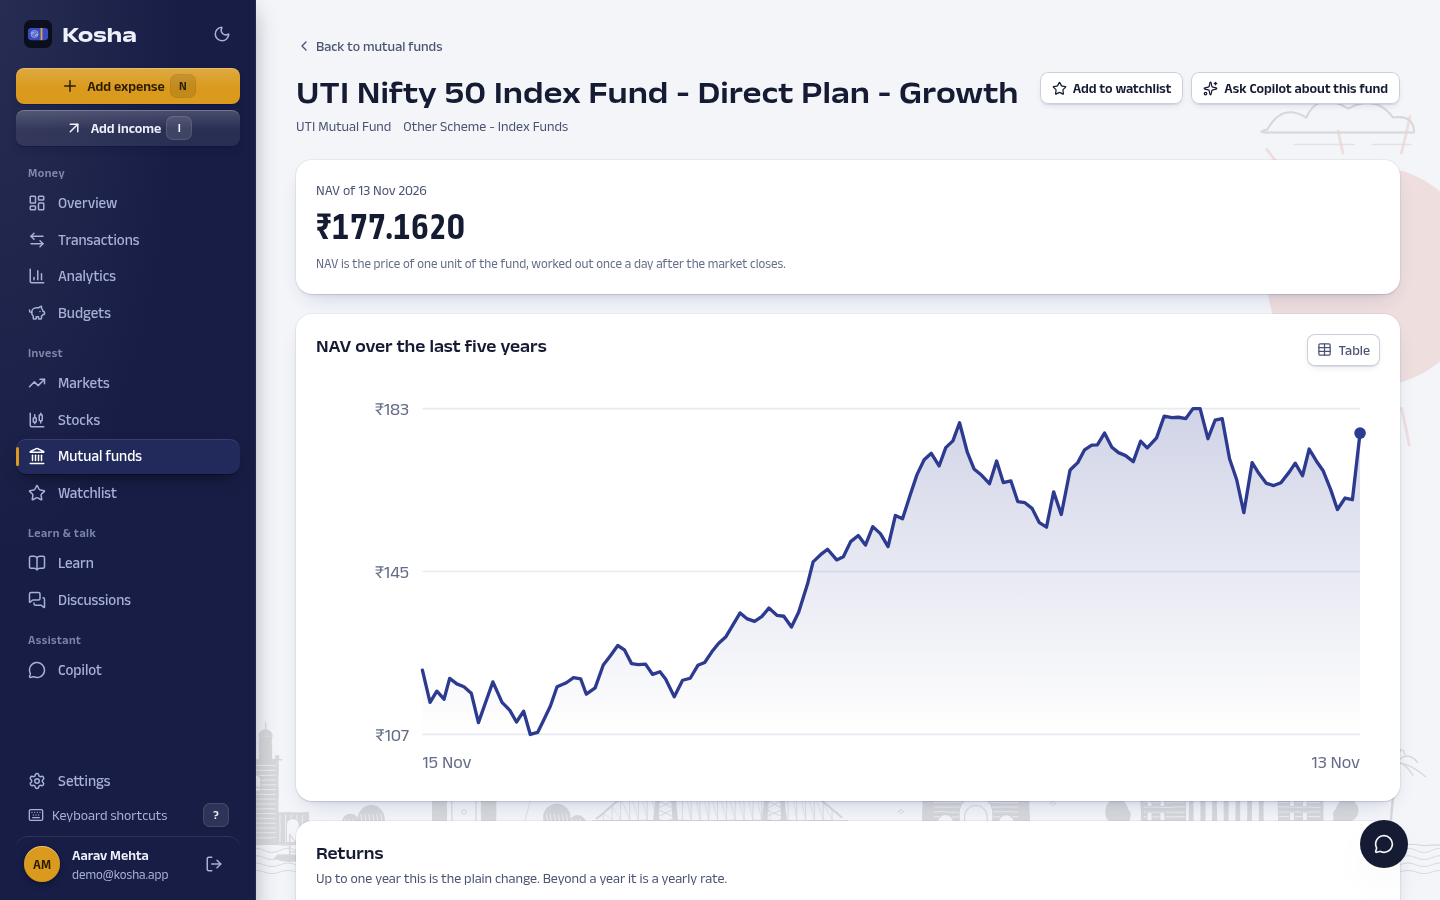 Kosha
Add expense N
Add income I
Money
Overview
Transactions
Analytics
Budgets
Invest
Markets
Stocks
Mutual funds
Watchlist
Learn & talk
Learn
Discussions
Assistant
Copilot
Settings
Keyboard shortcuts ?
AM
Aarav Mehta
demo@kosha.app
Back to mutual funds
UTI Nifty 50 Index Fund - Direct Plan - Growth
Add to watchlist
Ask Copilot about this fund
UTI Mutual Fund Other Scheme - Index Funds
NAV of 13 Nov 2026
₹177.1620
NAV is the price of one unit of the fund, worked out once a day after the market closes.
NAV over the last five years
Table
₹183
₹145
₹107
15 Nov 13 Nov
Returns
Up to one year this is the plain change. Beyond a year it is a yearly rate.